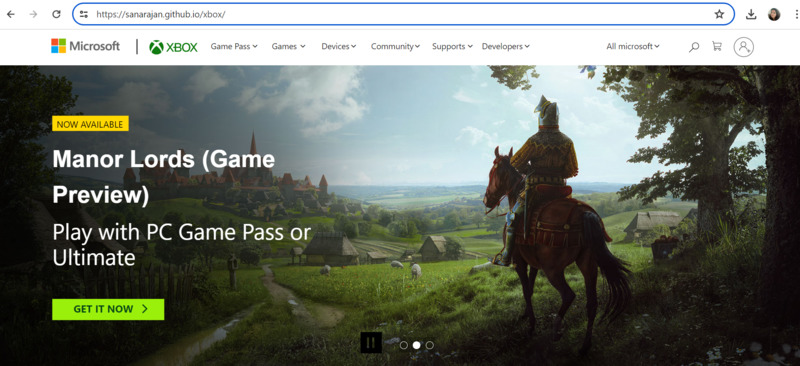 https://sanarajan.github.io/xbox/
Microsoft | XBOX Game Pass Games Devices Community Supports Developers All microsoft
NOW AVAILABLE
Manor Lords (Game
Preview)
Play with PC Game Pass or
Ultimate
GET IT NOW